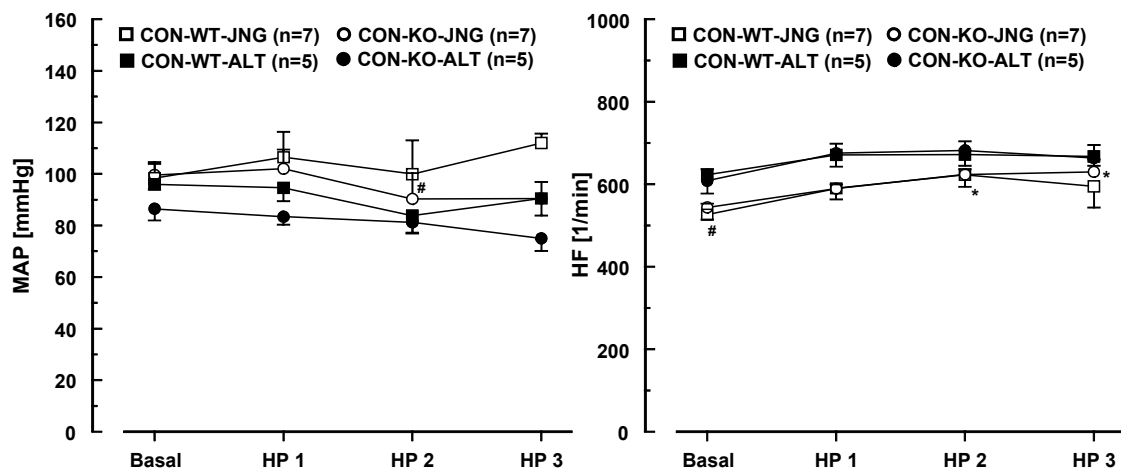 160
140
120
100
80
60
40
20
0
MAP [mmHg]
CON-WT-JNG (n=7) CON-KO-JNG (n=7)
CON-WT-ALT (n=5) CON-KO-ALT (n=5)
#
Basal HP 1 HP 2 HP 3
1000
800
600
400
200
0
HF [1/min]
CON-WT-JNG (n=7) CON-KO-JNG (n=7)
CON-WT-ALT (n=5) CON-KO-ALT (n=5)
*
*
#
Basal HP 1 HP 2 HP 3